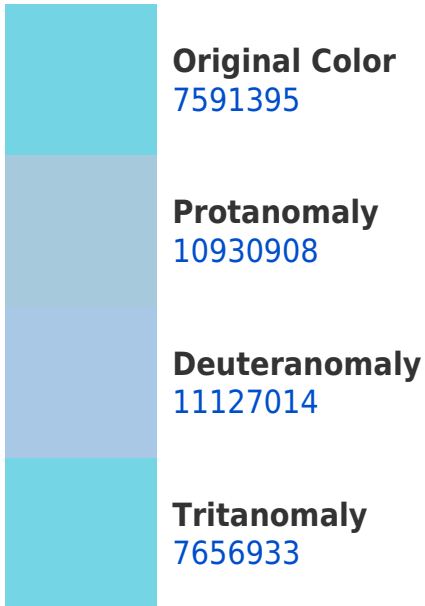 Original Color
7591395
Protanomaly
10930908
Deuteranomaly
11127014
Tritanomaly
7656933